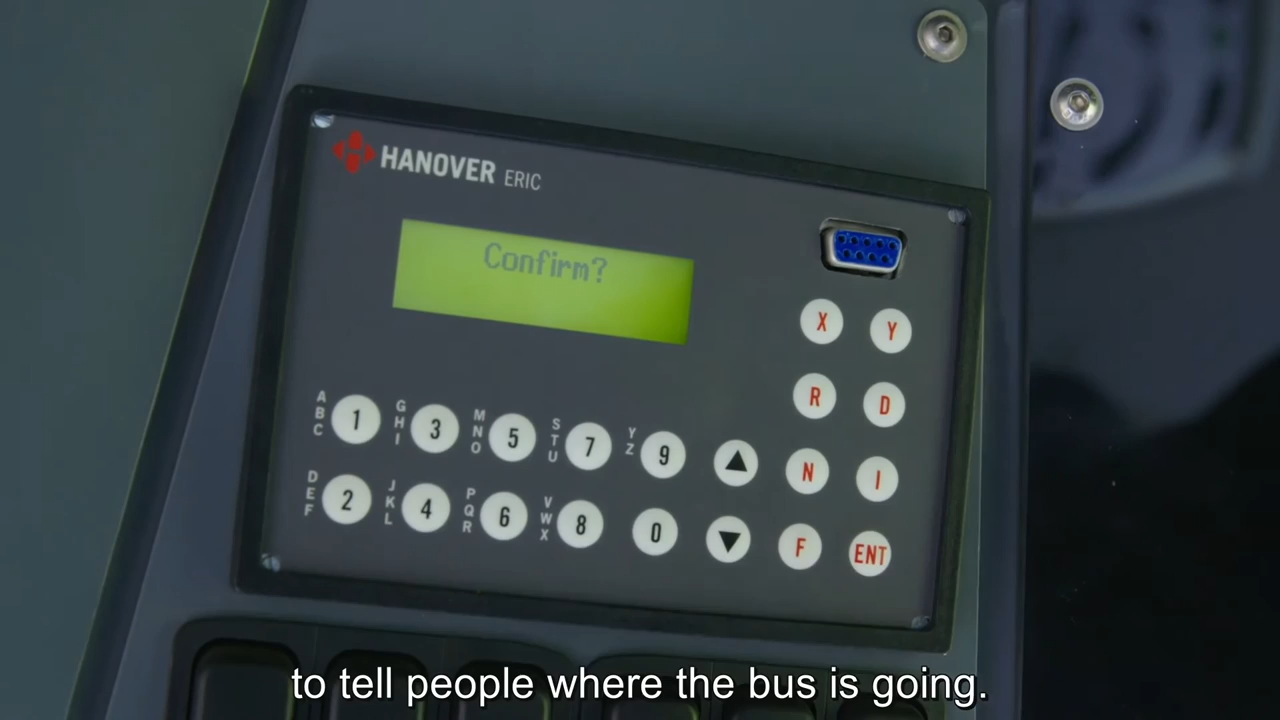 HANOVER ERIC
Confirm?
X Y
R D
ABC 1 GHI 3 MNO 5 STU 7 YZ 9 ▲ N I
DEF 2 JKL 4 PQR 6 VWX 8 0 ▼ F ENT
to tell people where the bus is going.